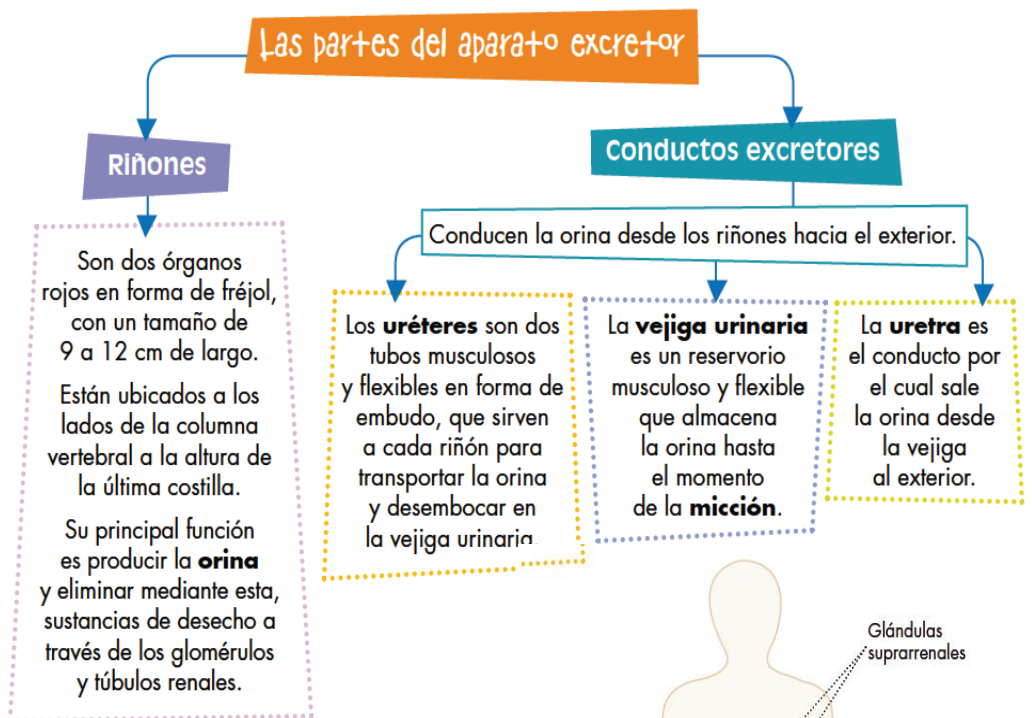 Las partes del aparato excretor
Riñones
Son dos órganos
rojos en forma de fréjol,
con un tamaño de
9 a 12 cm de largo.
Están ubicados a los
lados de la columna
vertebral a la altura de
la última costilla.
Su principal función
es producir la orina
y eliminar mediante esta,
sustancias de desecho a
través de los glomérulos
y túbulos renales.
Conductos excretores
Conducen la orina desde los riñones hacia el exterior.
Los uréteres son dos
tubos musculosos
y flexibles en forma de
embudo, que sirven
a cada riñón para
transportar la orina
y desembocar en
la vejiga urinaria.
La vejiga urinaria
es un reservorio
musculoso y flexible
que almacena
la orina hasta
el momento
de la micción.
La uretra es
el conducto por
el cual sale
la orina desde
la vejiga
al exterior.
Glándulas
suprarrenales